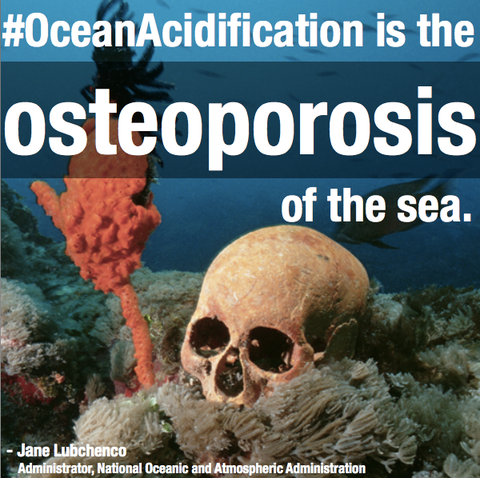 #OceanAcidification is the
osteoporosis
of the sea.
- Jane Lubchenco
Administrator, National Oceanic and Atmospheric Administration